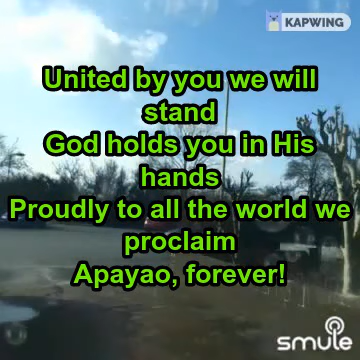 KAPWING
United by you we will
stand
God holds you in His
hands
Proudly to all the world we
proclaim
Apayao, forever!
smule